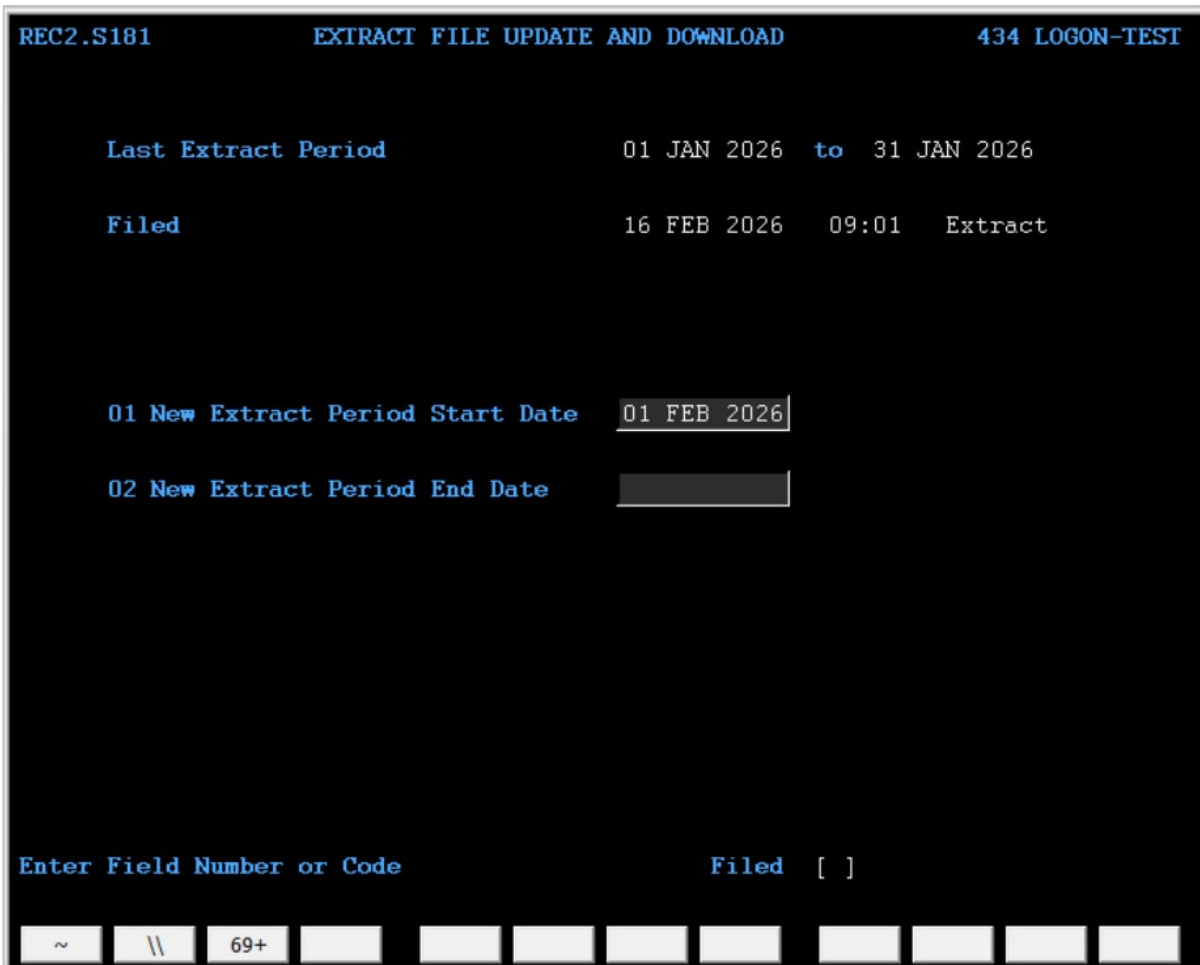 REC2.S181 EXTRACT FILE UPDATE AND DOWNLOAD 434 LOGON-TEST
Last Extract Period 01 JAN 2026 to 31 JAN 2026
Filed 16 FEB 2026 09:01 Extract
01 New Extract Period Start Date 01 FEB 2026
02 New Extract Period End Date
Enter Field Number or Code Filed [ ]
~ \\ 69+